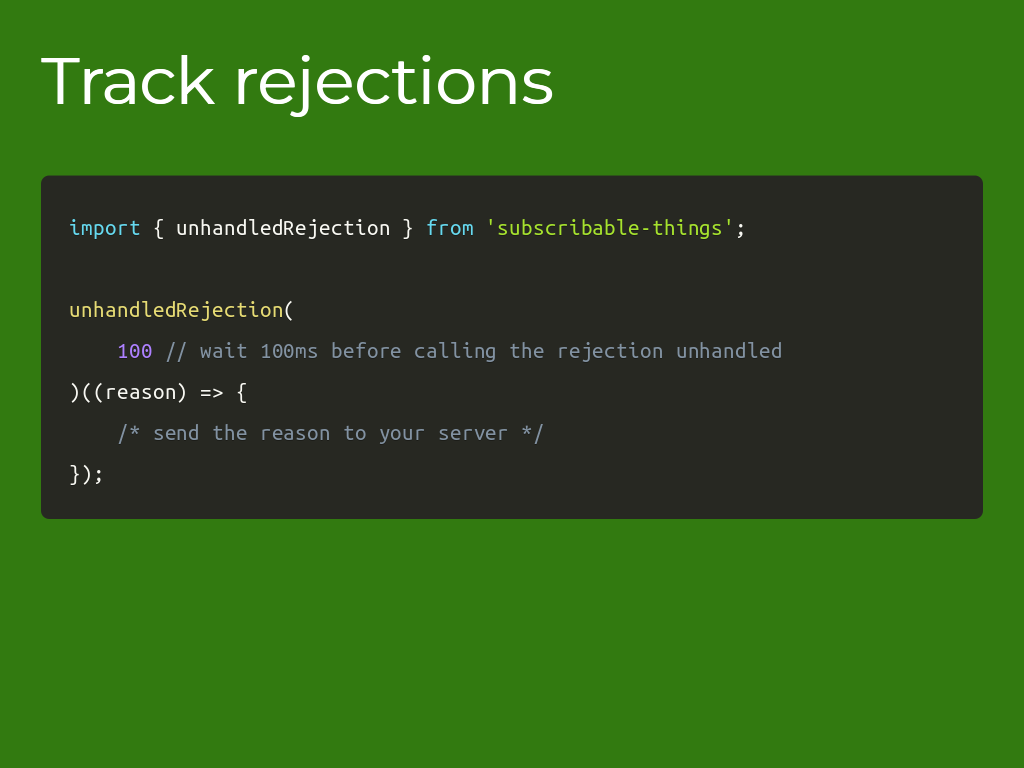 Track rejections
import { unhandledRejection } from 'subscribable-things';
unhandledRejection(
    100 // wait 100ms before calling the rejection unhandled
)((reason) => {
    /* send the reason to your server */
});